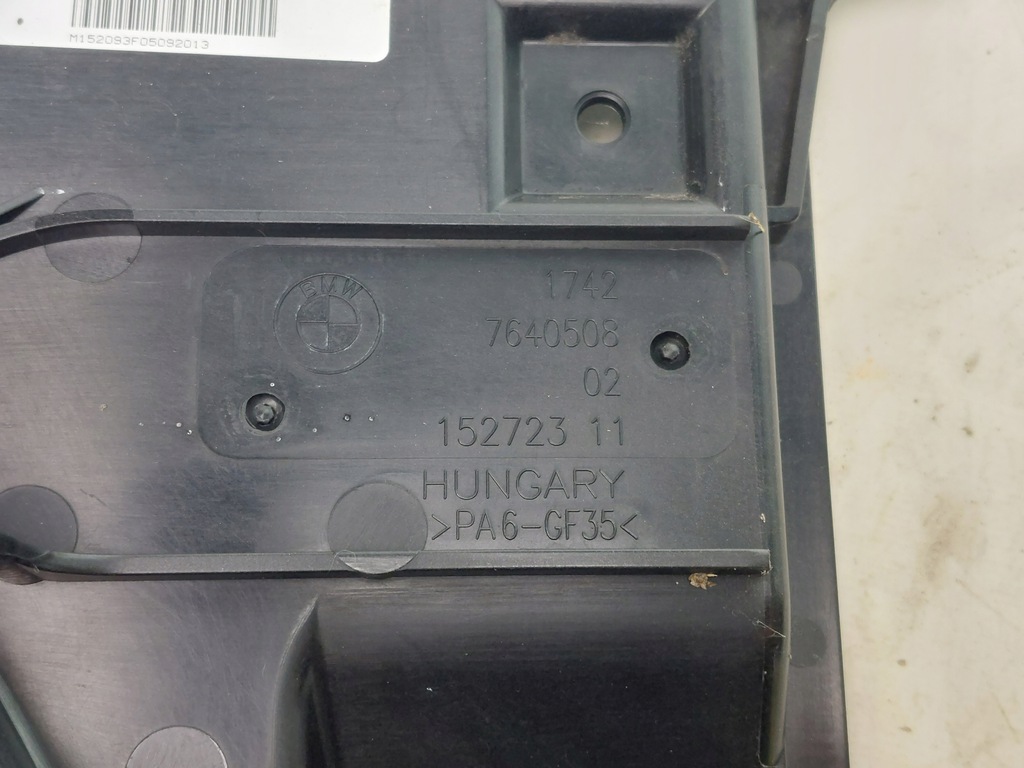 M152093F05092013
BMW
1742
7640508
02
152723 11
HUNGARY
>PA6-GF35<